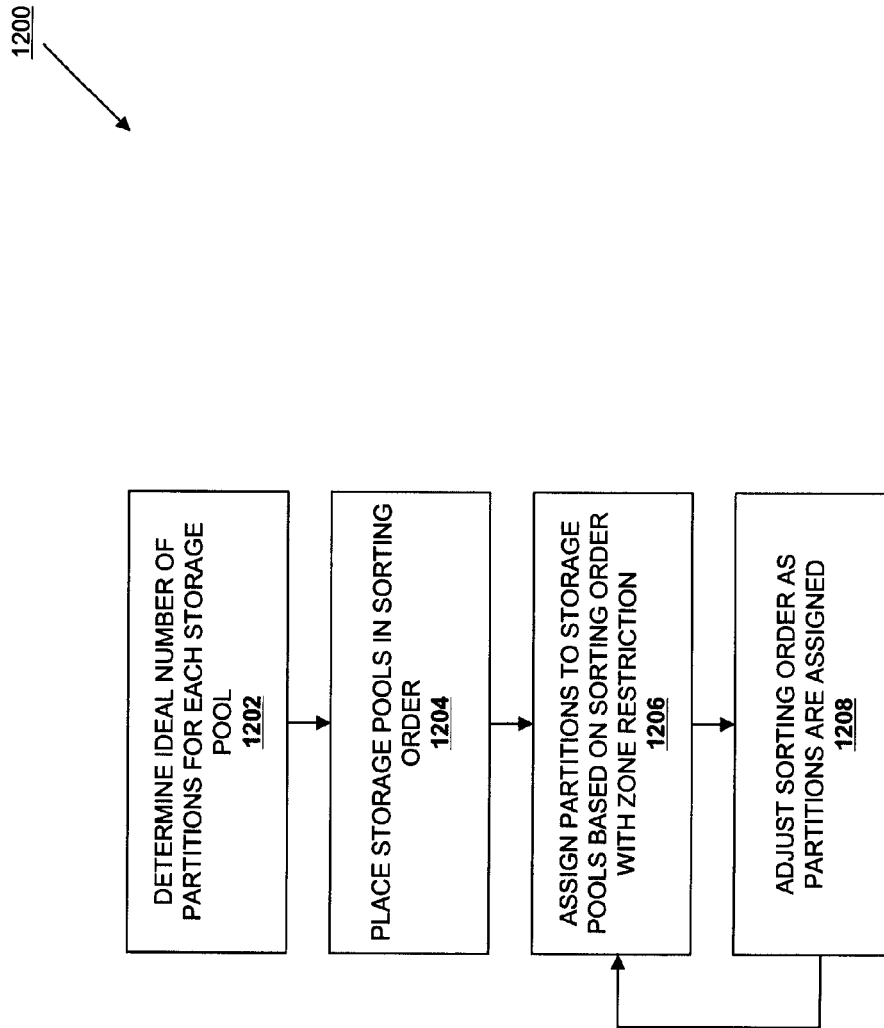 1200
DETERMINE IDEAL NUMBER OF
PARTITIONS FOR EACH STORAGE
POOL
1202
PLACE STORAGE POOLS IN SORTING
ORDER
1204
ASSIGN PARTITIONS TO STORAGE
POOLS BASED ON SORTING ORDER
WITH ZONE RESTRICTION
1206
ADJUST SORTING ORDER AS
PARTITIONS ARE ASSIGNED
1208